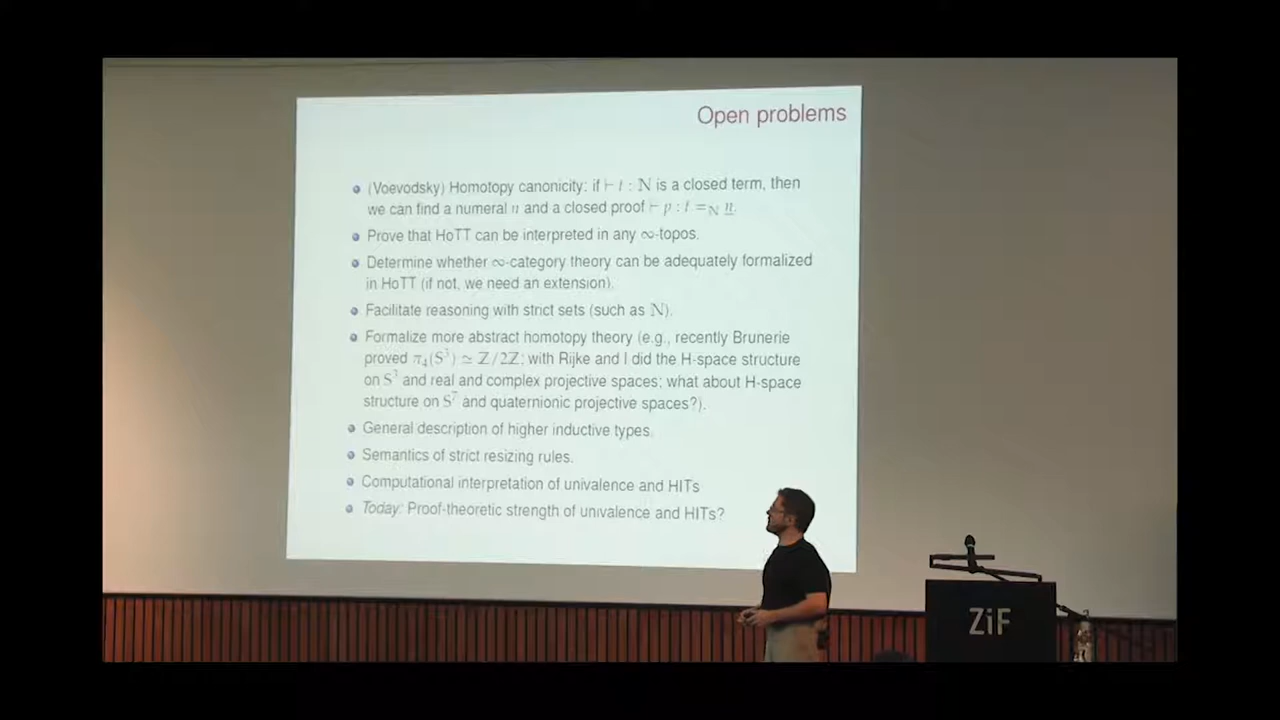 Open problems
(Voevodsky) Homotopy canonicity: if ⊢ t : N is a closed term, then
we can find a numeral n and a closed proof ⊢ p : t =N n.
Prove that HoTT can be interpreted in any ∞-topos.
Determine whether ∞-category theory can be adequately formalized
in HoTT (if not, we need an extension).
Facilitate reasoning with strict sets (such as N).
Formalize more abstract homotopy theory (e.g., recently Brunerie
proved π₄(S³) ≃ Z/2Z; with Rijke and I did the H-space structure
on S³ and real and complex projective spaces; what about H-space
structure on S⁷ and quaternionic projective spaces?).
General description of higher inductive types.
Semantics of strict resizing rules.
Computational interpretation of univalence and HITs
Today: Proof-theoretic strength of univalence and HITs?
ZiF